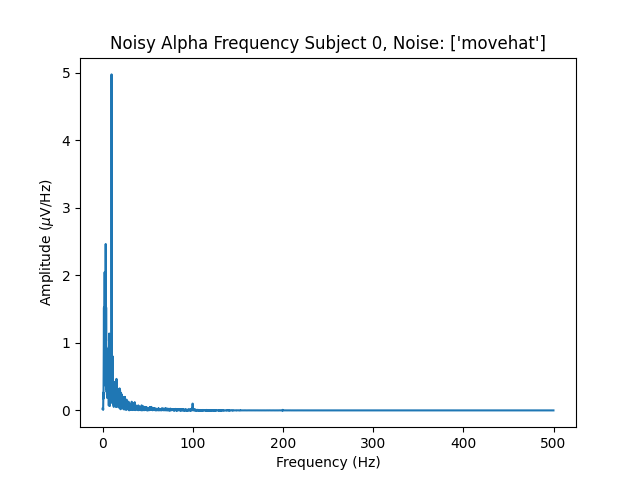 Noisy Alpha Frequency Subject 0, Noise: ['movehat']
Amplitude (μV/Hz)
5
4
3
2
1
0
0 100 200 300 400 500
Frequency (Hz)